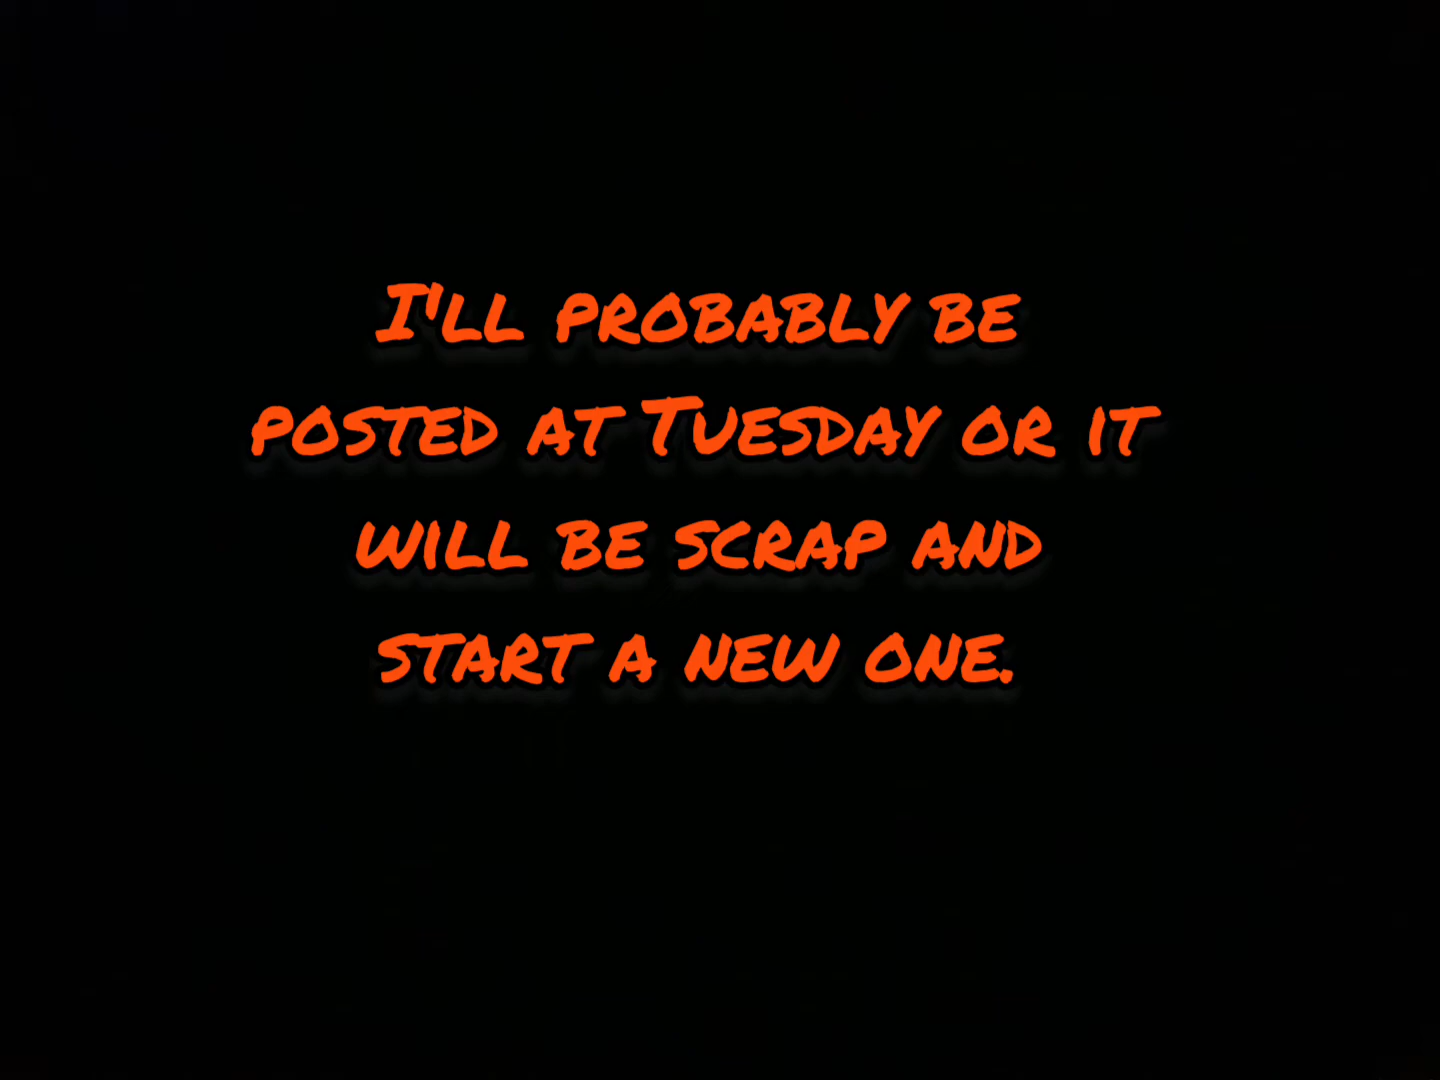 I'll probably be
posted at Tuesday or it
will be scrap and
start a new one.